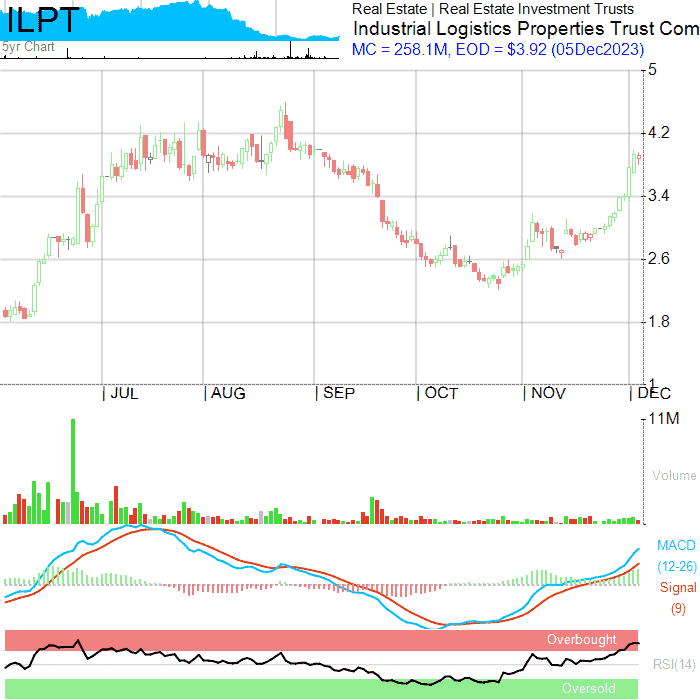 ILPT
5yr Chart
Real Estate | Real Estate Investment Trusts
Industrial Logistics Properties Trust Com
MC = 258.1M, EOD = $3.92 (05Dec2023)
5
4.2
3.4
2.6
1.8
1
| JUL | AUG | SEP | OCT | NOV | DEC
11M
Volume
MACD
(12-26)
Signal
(9)
Overbought
RSI(14)
Oversold